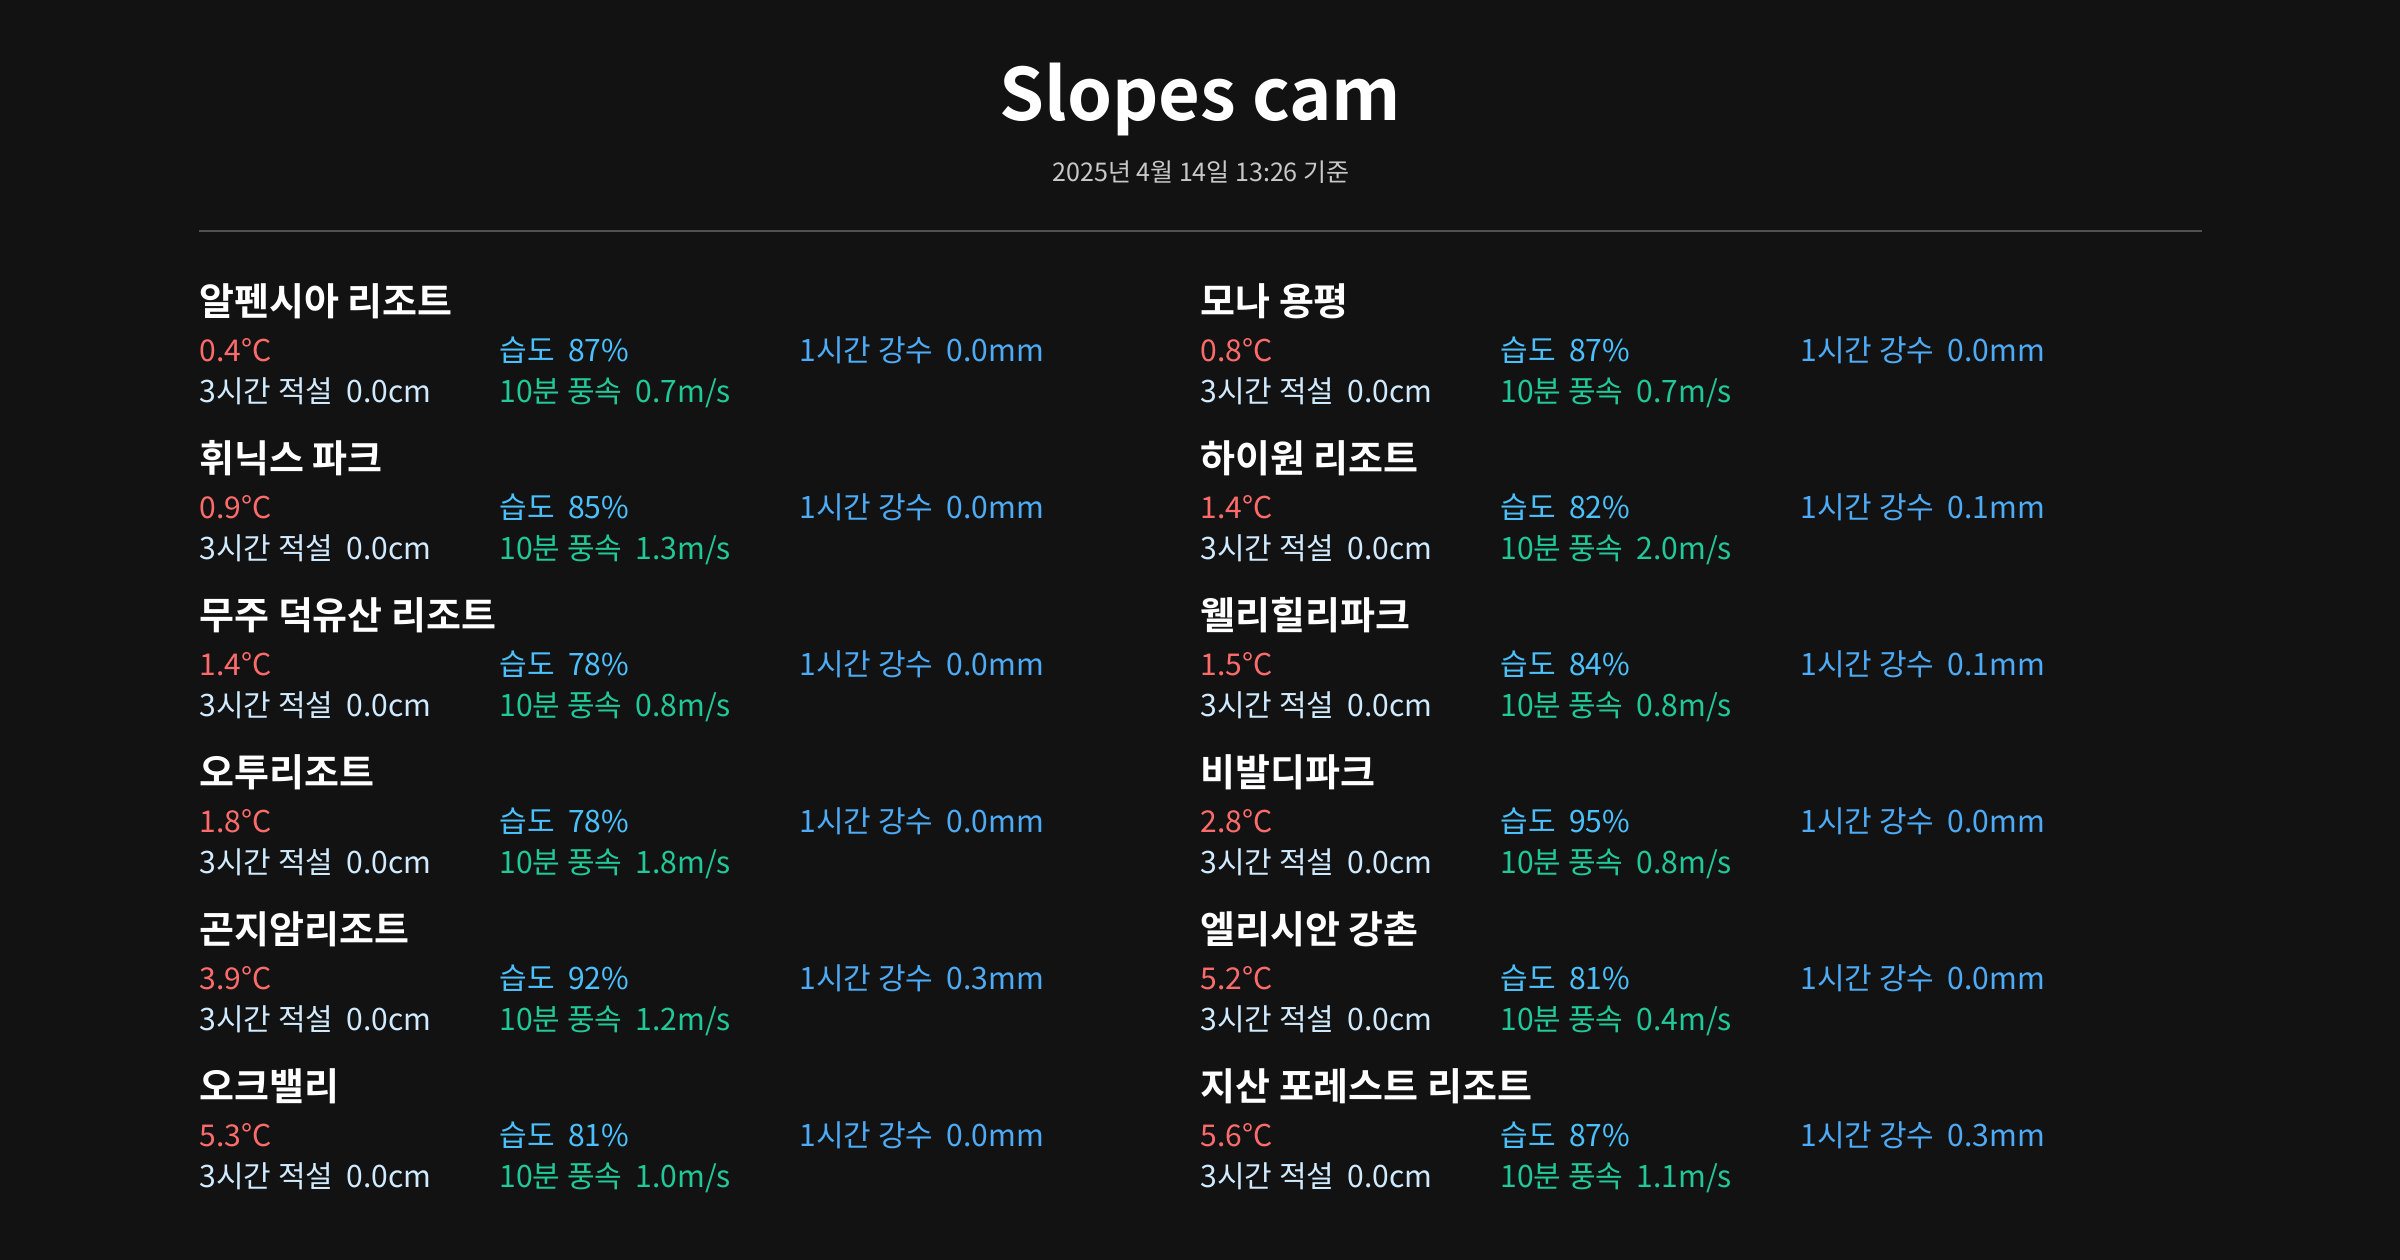 Slopes cam
2025년 4월 14일 13:26 기준
알펜시아 리조트
0.4°C 습도 87% 1시간 강수 0.0mm
3시간 적설 0.0cm 10분 풍속 0.7m/s
모나 용평
0.8°C 습도 87% 1시간 강수 0.0mm
3시간 적설 0.0cm 10분 풍속 0.7m/s
휘닉스 파크
0.9°C 습도 85% 1시간 강수 0.0mm
3시간 적설 0.0cm 10분 풍속 1.3m/s
하이원 리조트
1.4°C 습도 82% 1시간 강수 0.1mm
3시간 적설 0.0cm 10분 풍속 2.0m/s
무주 덕유산 리조트
1.4°C 습도 78% 1시간 강수 0.0mm
3시간 적설 0.0cm 10분 풍속 0.8m/s
웰리힐리파크
1.5°C 습도 84% 1시간 강수 0.1mm
3시간 적설 0.0cm 10분 풍속 0.8m/s
오투리조트
1.8°C 습도 78% 1시간 강수 0.0mm
3시간 적설 0.0cm 10분 풍속 1.8m/s
비발디파크
2.8°C 습도 95% 1시간 강수 0.0mm
3시간 적설 0.0cm 10분 풍속 0.8m/s
곤지암리조트
3.9°C 습도 92% 1시간 강수 0.3mm
3시간 적설 0.0cm 10분 풍속 1.2m/s
엘리시안 강촌
5.2°C 습도 81% 1시간 강수 0.0mm
3시간 적설 0.0cm 10분 풍속 0.4m/s
오크밸리
5.3°C 습도 81% 1시간 강수 0.0mm
3시간 적설 0.0cm 10분 풍속 1.0m/s
지산 포레스트 리조트
5.6°C 습도 87% 1시간 강수 0.3mm
3시간 적설 0.0cm 10분 풍속 1.1m/s